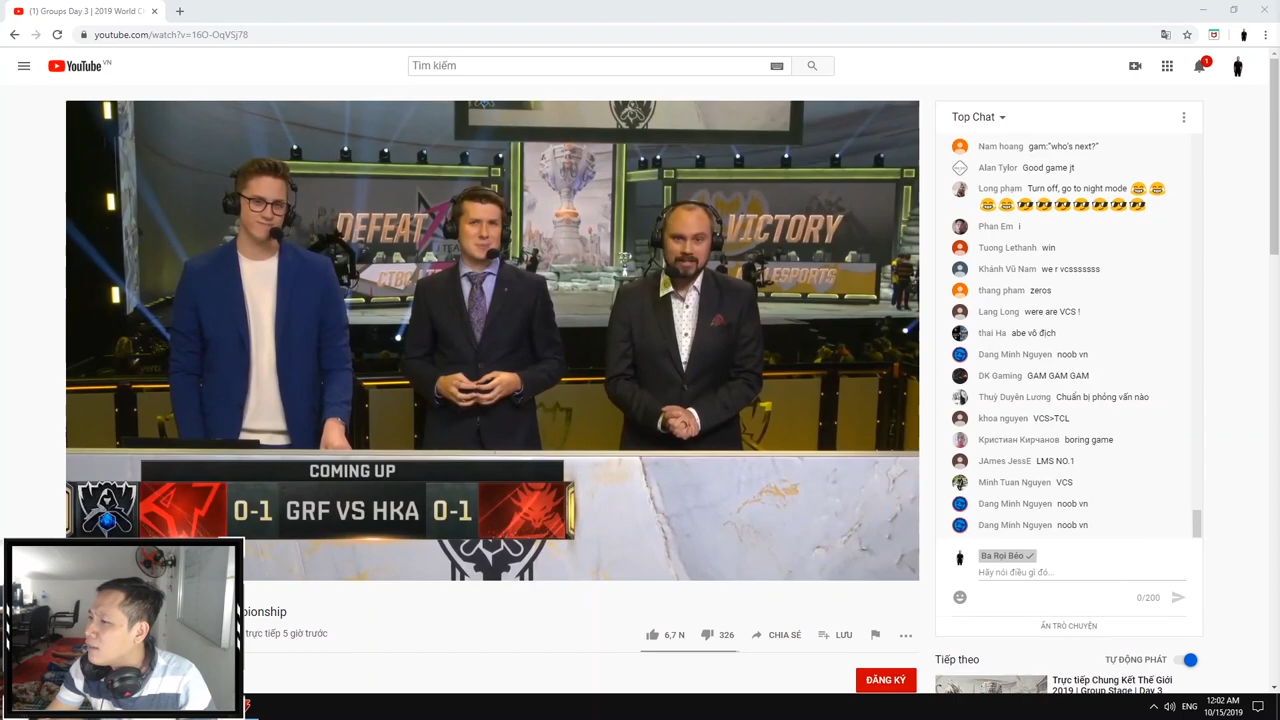 (1) Groups Day 3 | 2019 World C
youtube.com/watch?v=16O-OqVSj78
YouTube VN
Tìm kiếm
1
DEFEAT
VICTORY
COMING UP
0-1 GRF VS HKA 0-1
Top Chat
Nam hoang gam:"who's next?"
Alan Tylor Good game jt
Long phạm Turn off, go to night mode 😂😂
😂😂😎😎😎😎😎😎😎
Phan Em i
Tuong Lethanh win
Khánh Vũ Nam we r vcsssssss
thang pham zeros
Lang Long were are VCS !
thai Ha abe vô địch
Dang Minh Nguyen noob vn
DK Gaming GAM GAM GAM
Thuỳ Duyên Lương Chuẩn bị phỏng vấn nào
khoa nguyen VCS>TCL
Кристиан Кирчанов boring game
JAmes JessE LMS NO.1
Minh Tuan Nguyen VCS
Dang Minh Nguyen noob vn
Dang Minh Nguyen noob vn
Ba Rọi Béo ✓
Hãy nói điều gì đó...
0/200
ẨN TRÒ CHUYỆN
pionship
trực tiếp 5 giờ trước
6,7 N 326 CHIA SẺ LƯU
ĐĂNG KÝ
Tiếp theo TỰ ĐỘNG PHÁT
Trực tiếp Chung Kết Thế Giới
2019 | Group Stage | Day 3
ENG
12:02 AM
10/15/2019